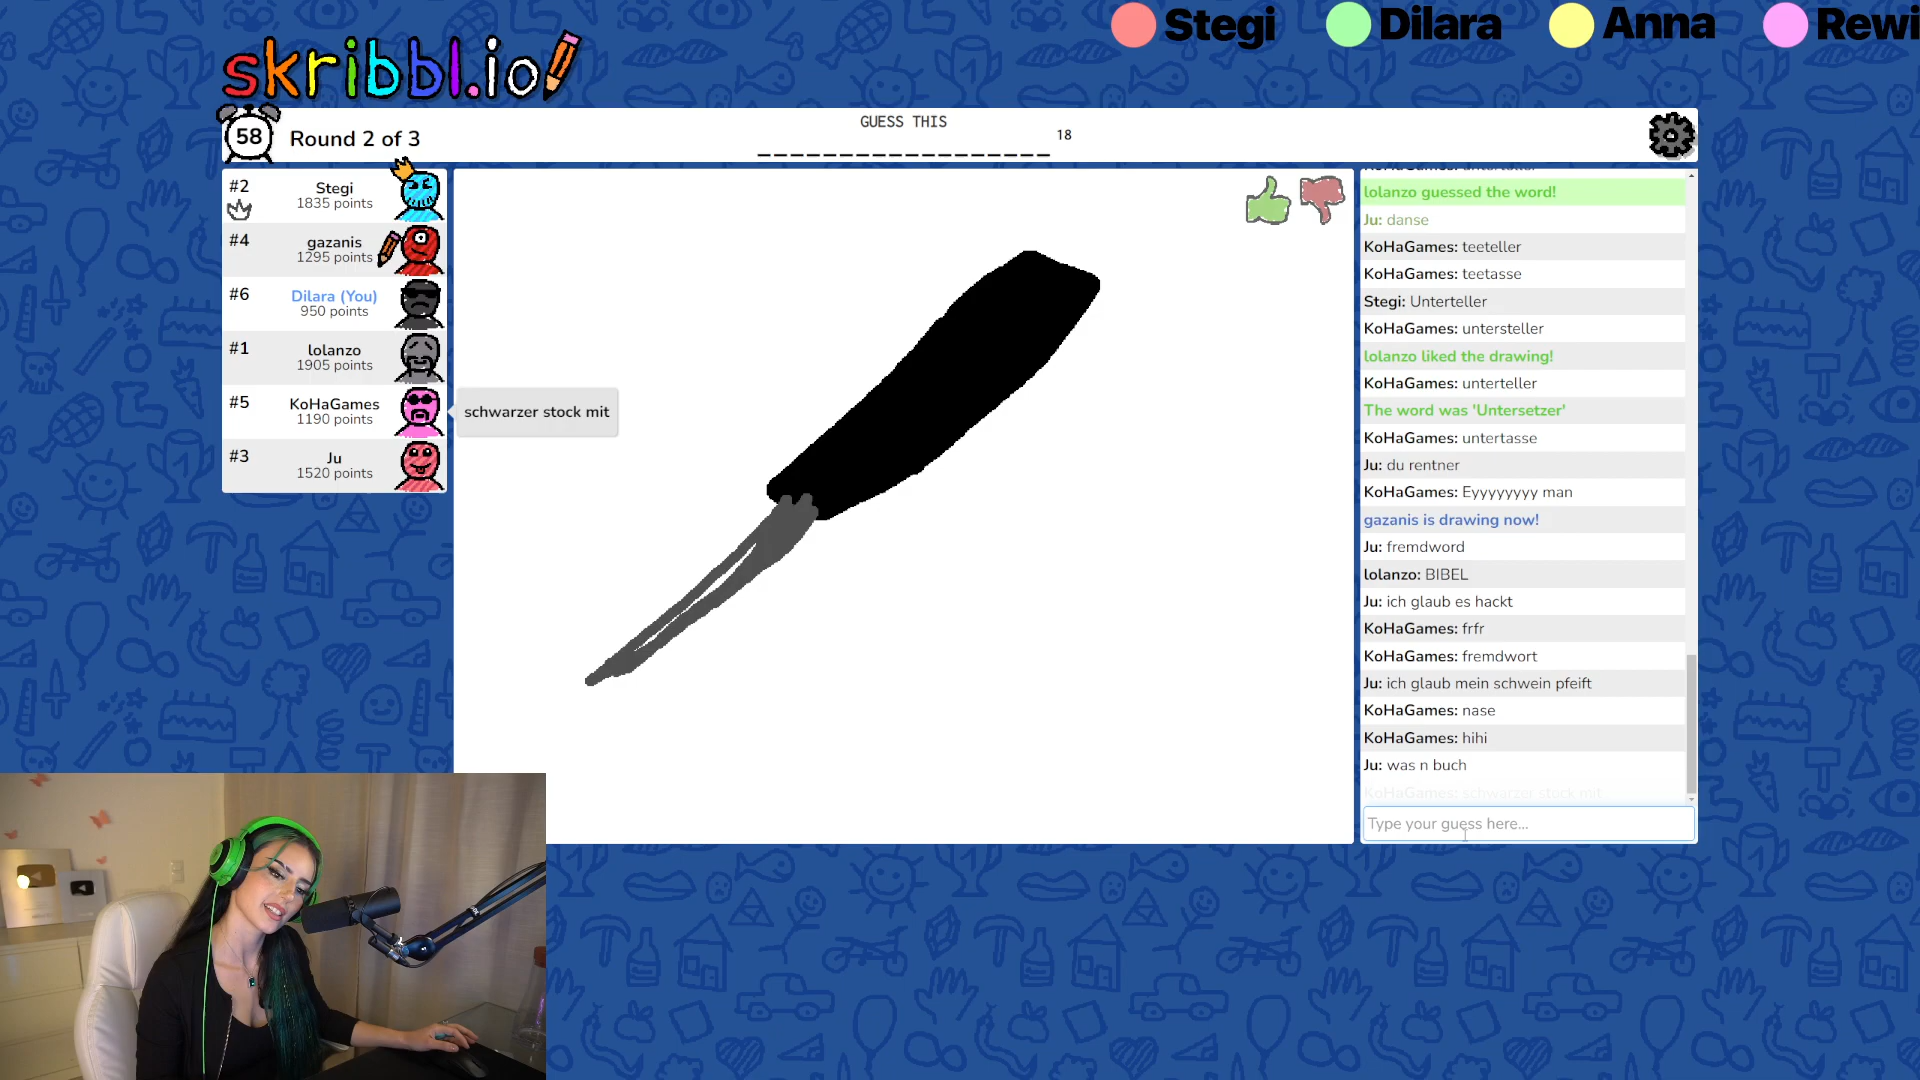 Stegi Dilara Anna Rewi
skribbl.io
58 Round 2 of 3
GUESS THIS
__________________ 18
#2 Stegi
1835 points
#4 gazanis
1295 points
#6 Dilara (You)
950 points
#1 lolanzo
1905 points
#5 KoHaGames
1190 points
#3 Ju
1520 points
schwarzer stock mit
lolanzo guessed the word!
Ju: danse
KoHaGames: teeteller
KoHaGames: teetasse
Stegi: Unterteller
KoHaGames: untersteller
lolanzo liked the drawing!
KoHaGames: unterteller
The word was 'Untersetzer'
KoHaGames: untertasse
Ju: du rentner
KoHaGames: Eyyyyyyyy man
gazanis is drawing now!
Ju: fremdword
lolanzo: BIBEL
Ju: ich glaub es hackt
KoHaGames: frfr
KoHaGames: fremdwort
Ju: ich glaub mein schwein pfeift
KoHaGames: nase
KoHaGames: hihi
Ju: was n buch
KoHaGames: schwarzer stock mit
Type your guess here...